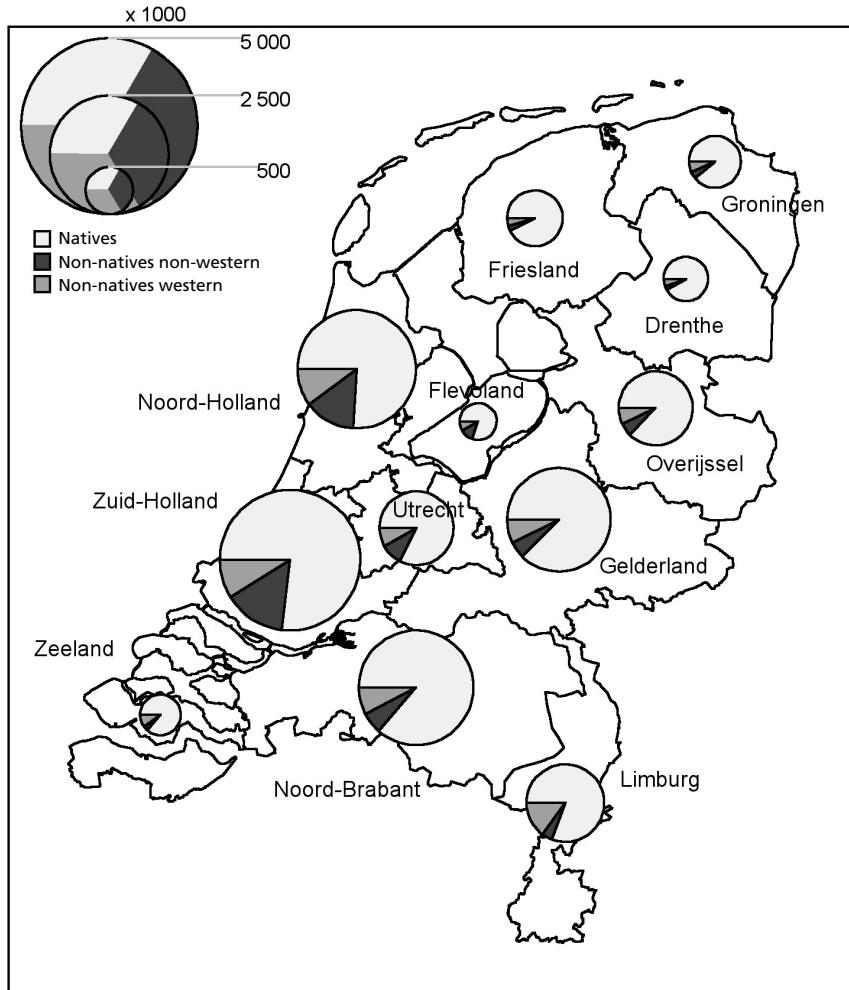 x 1000
5 000
2 500
500
Natives
Non-natives non-western
Non-natives western
Groningen
Friesland
Drenthe
Noord-Holland
Flevoland
Overijssel
Zuid-Holland
Utrecht
Gelderland
Zeeland
Noord-Brabant
Limburg